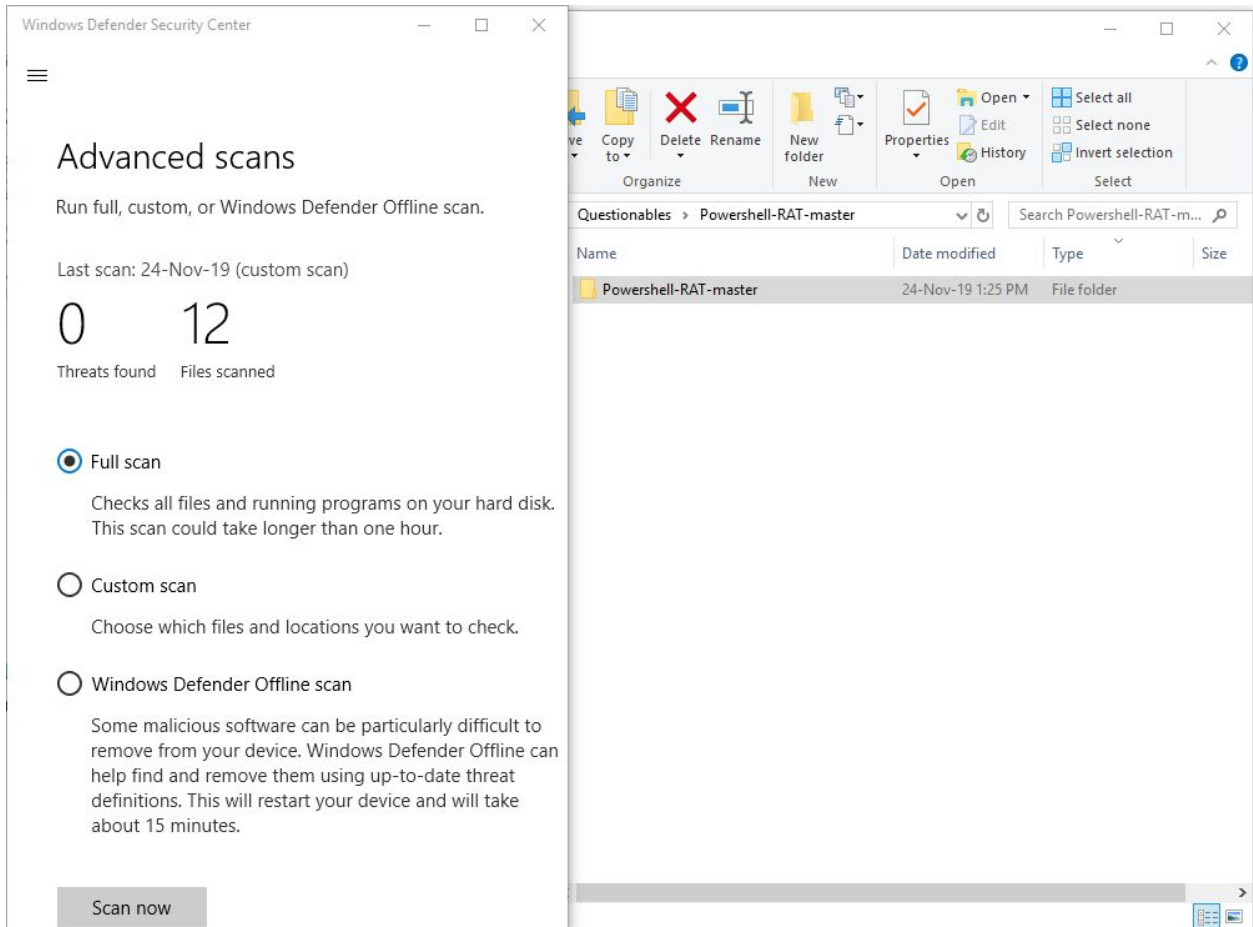 Windows Defender Security Center
Advanced scans
Run full, custom, or Windows Defender Offline scan.
Last scan: 24-Nov-19 (custom scan)
0 12
Threats found Files scanned
Full scan
Checks all files and running programs on your hard disk.
This scan could take longer than one hour.
Custom scan
Choose which files and locations you want to check.
Windows Defender Offline scan
Some malicious software can be particularly difficult to
remove from your device. Windows Defender Offline can
help find and remove them using up-to-date threat
definitions. This will restart your device and will take
about 15 minutes.
Scan now
ve Copy to Delete Rename New folder Properties Open Select all
Edit Select none
History Invert selection
Organize New Open Select
Questionables > Powershell-RAT-master Search Powershell-RAT-m...
Name Date modified Type Size
Powershell-RAT-master 24-Nov-19 1:25 PM File folder